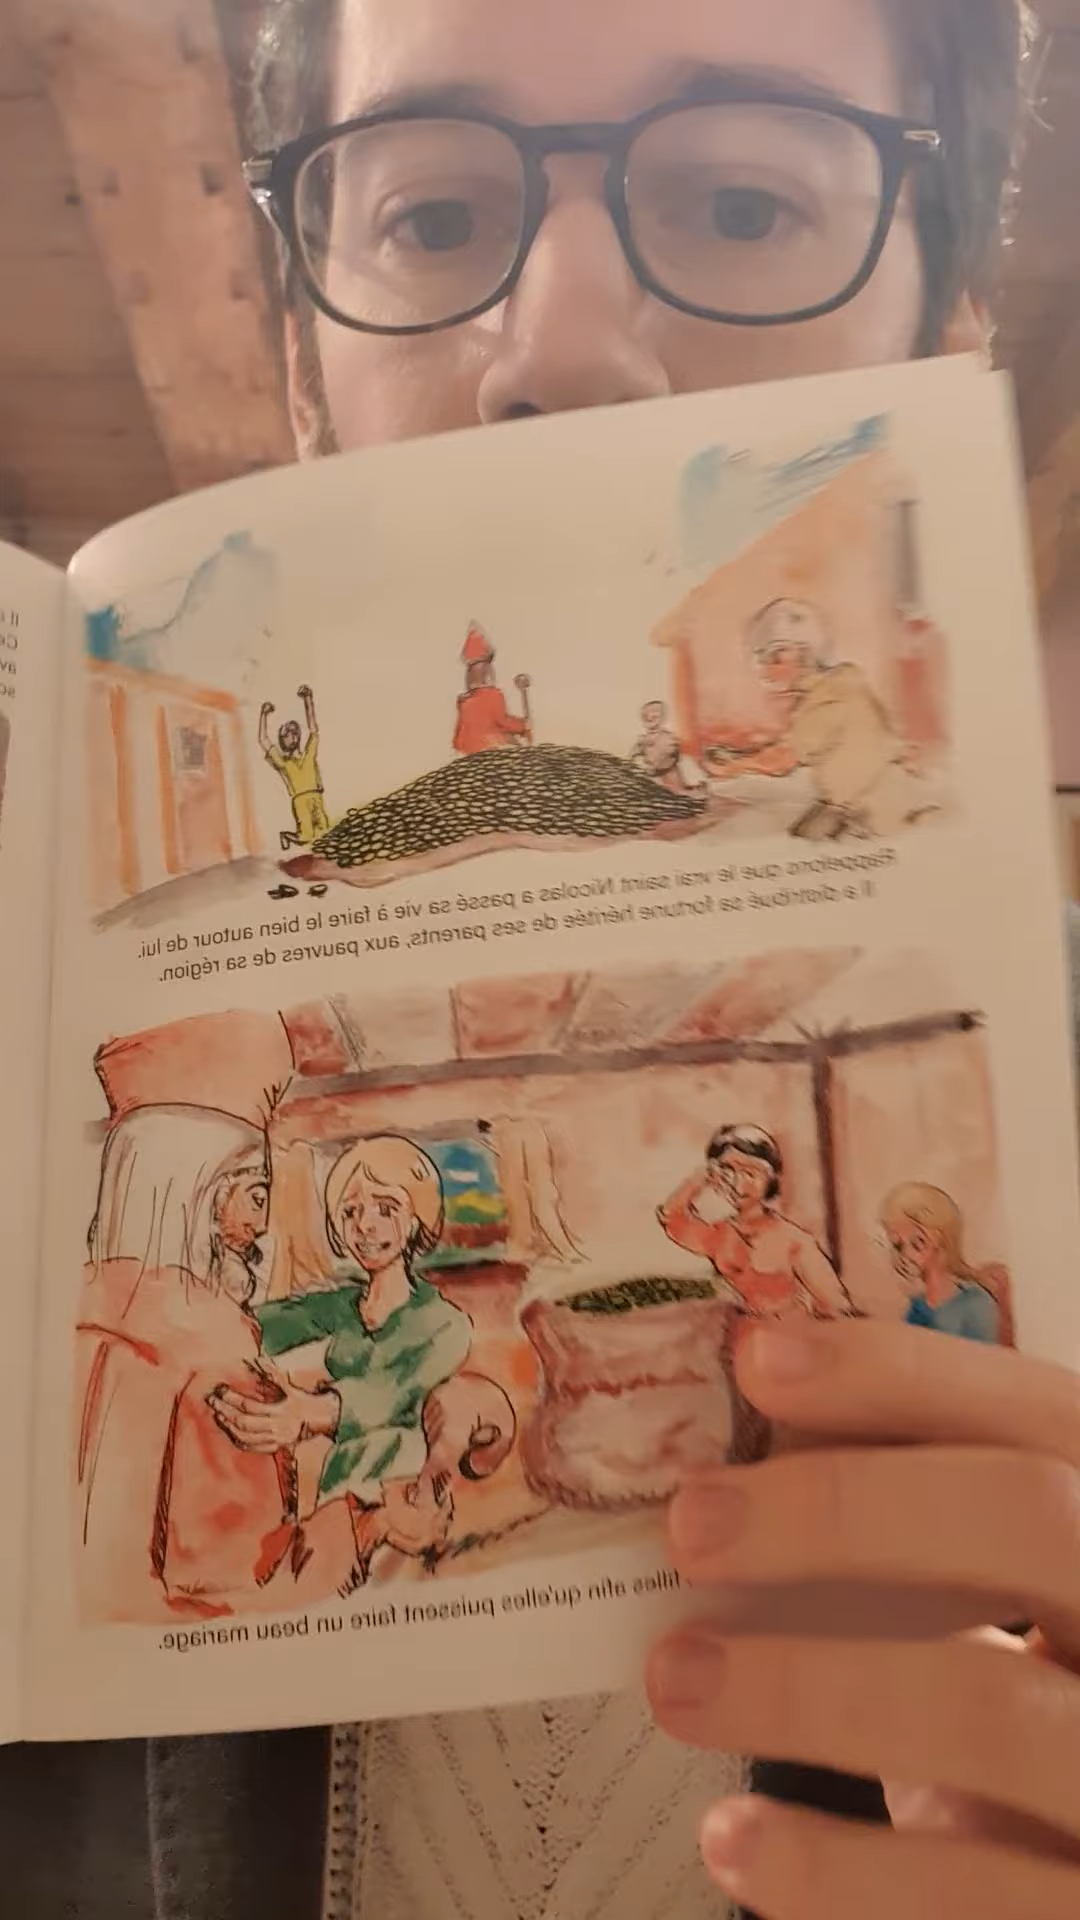 Rappelons que le vrai saint Nicolas a passé sa vie à faire le bien autour de lui.
Il a distribué sa fortune héritée de ses parents, aux pauvres de sa région.
filles afin qu'elles puissent faire un beau mariage.